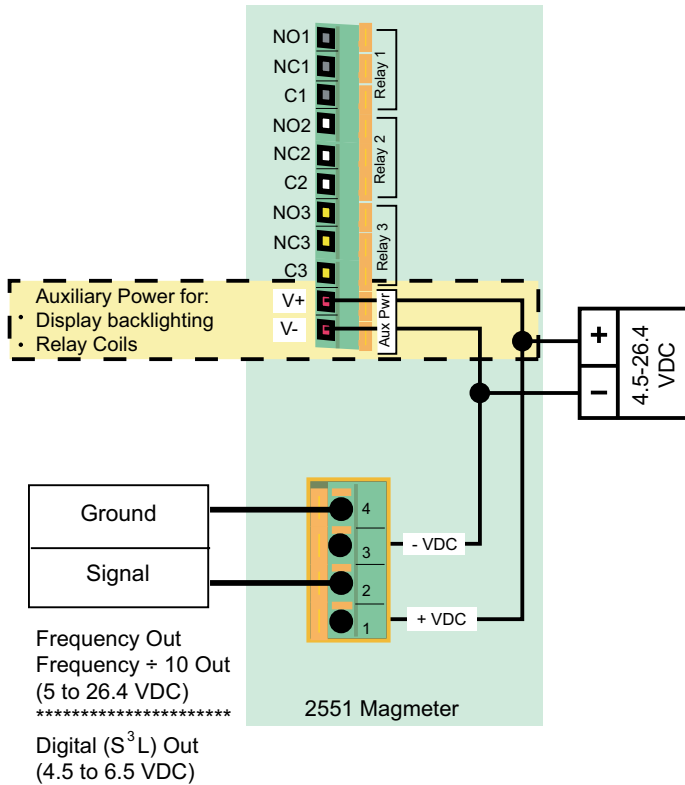 NO1
NC1
C1
Relay 1
NO2
NC2
C2
Relay 2
NO3
NC3
C3
Relay 3
Auxiliary Power for:
· Display backlighting
· Relay Coils
V+
V-
Aux Pwr
+
−
4.5-26.4
VDC
Ground
Signal
4
3
2
1
- VDC
+ VDC
Frequency Out
Frequency ÷ 10 Out
(5 to 26.4 VDC)
***********************
Digital (S³L) Out
(4.5 to 6.5 VDC)
2551 Magmeter